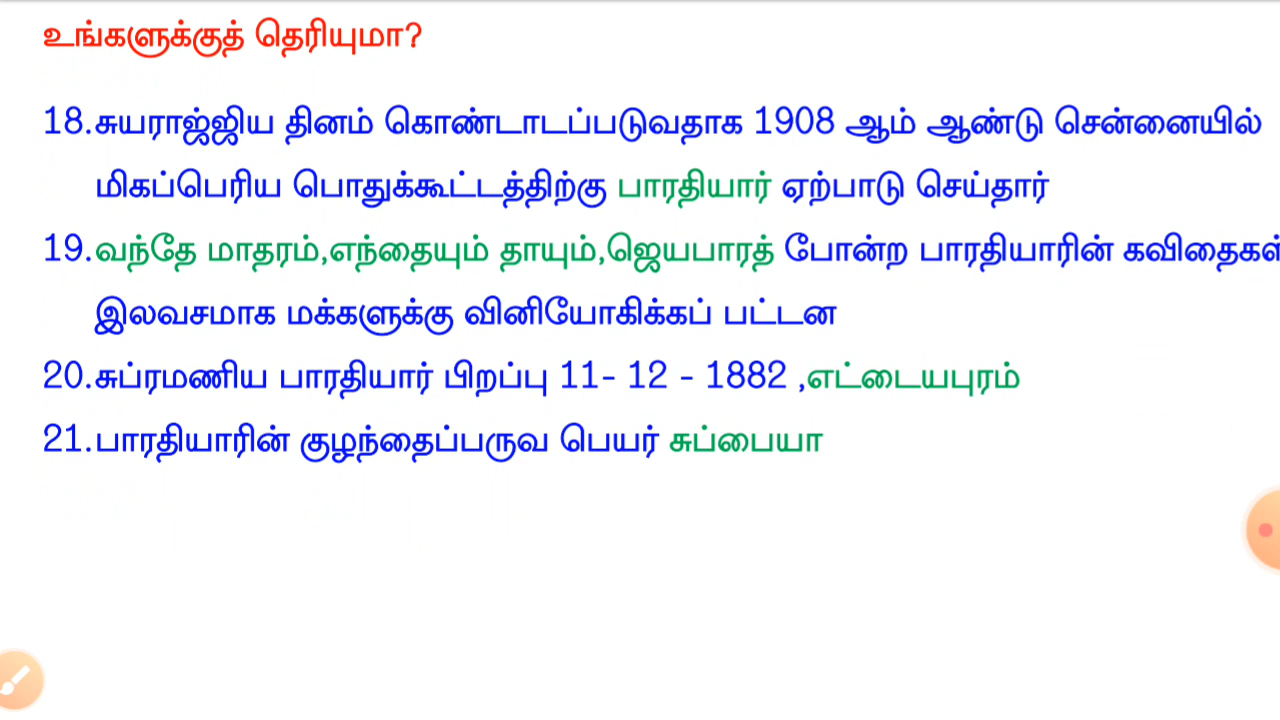 உங்களுக்குத் தெரியுமா?
18.சுயராஜ்ஜிய தினம் கொண்டாடப்படுவதாக 1908 ஆம் ஆண்டு சென்னையில்
மிகப்பெரிய பொதுக்கூட்டத்திற்கு பாரதியார் ஏற்பாடு செய்தார்
19.வந்தே மாதரம்,எந்தையும் தாயும்,ஜெயபாரத் போன்ற பாரதியாரின் கவிதைகள்
இலவசமாக மக்களுக்கு வினியோகிக்கப் பட்டன
20.சுப்ரமணிய பாரதியார் பிறப்பு 11- 12 - 1882 ,எட்டையபுரம்
21.பாரதியாரின் குழந்தைப்பருவ பெயர் சுப்பையா